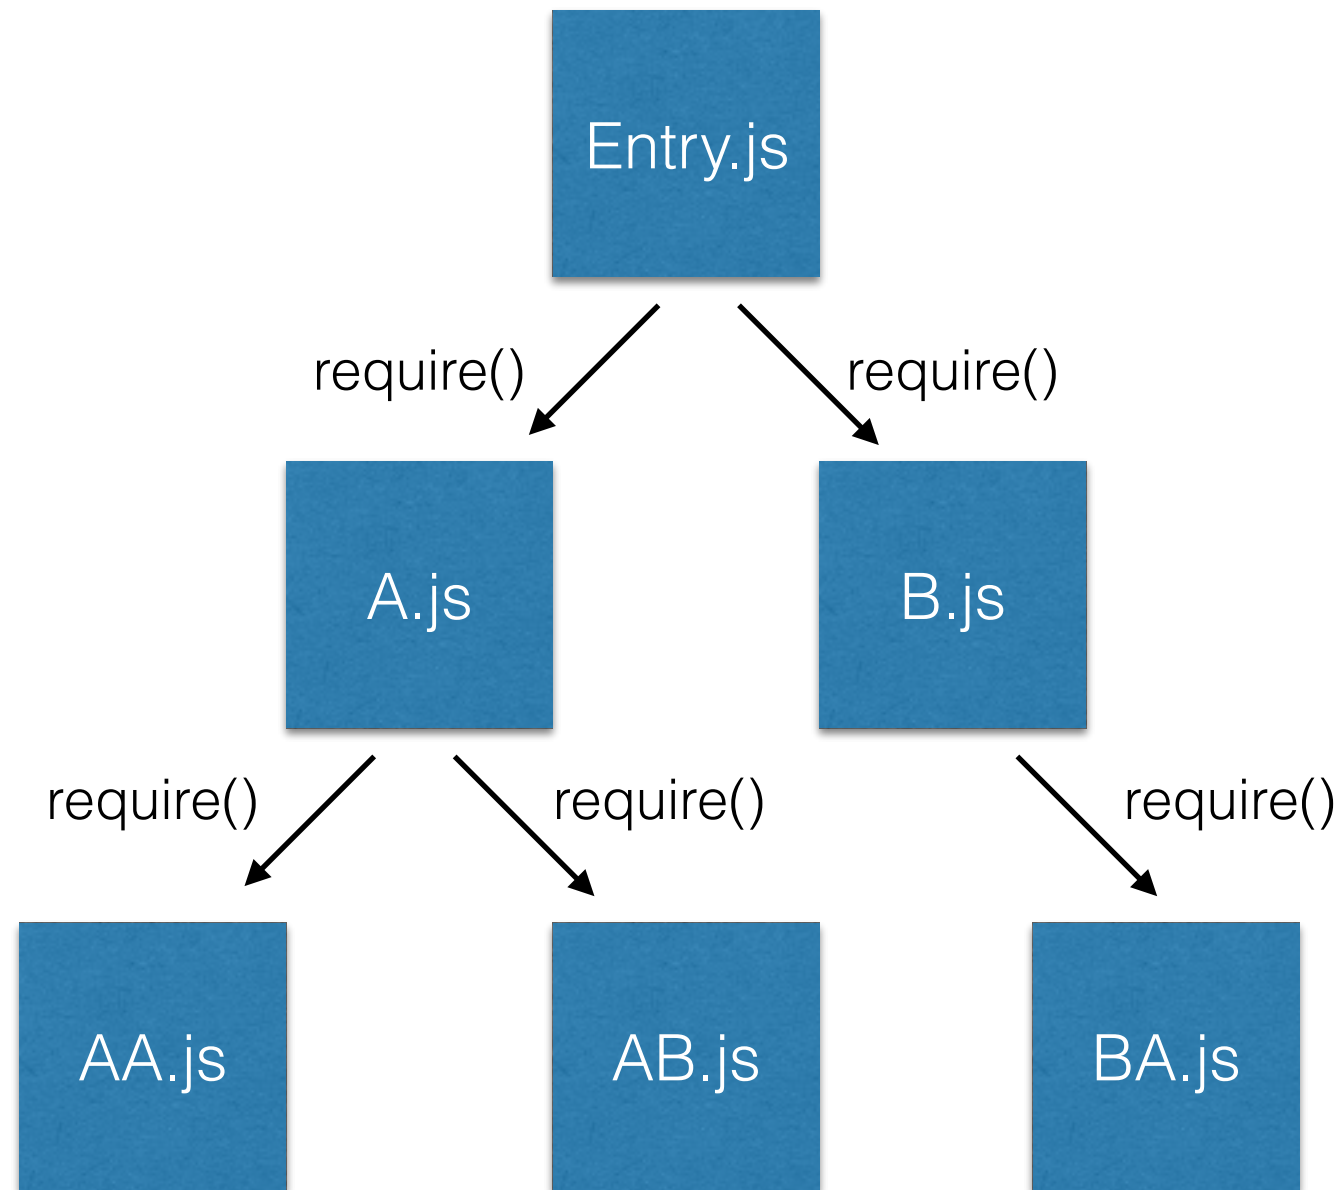 Entry.js
require()
require()
A.js
B.js
require()
require()
require()
AA.js
AB.js
BA.js